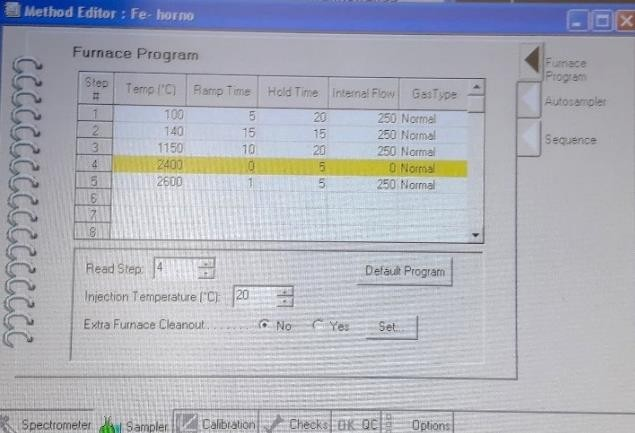 Method Editor : Fe- horno
Furnace Program
Step # Temp (°C) Ramp Time Hold Time Internal Flow GasType
1 100 5 20 250 Normal
2 140 15 15 250 Normal
3 1150 10 20 250 Normal
4 2400 0 5 0 Normal
5 2600 1 5 250 Normal
6
7
8
Read Step: 4 Default Program
Injection Temperature (°C): 20
Extra Furnace Cleanout....... No Yes Set...
Furnace
Program
Autosampler
Sequence
Spectrometer Sampler Calibration Checks OK QC Options